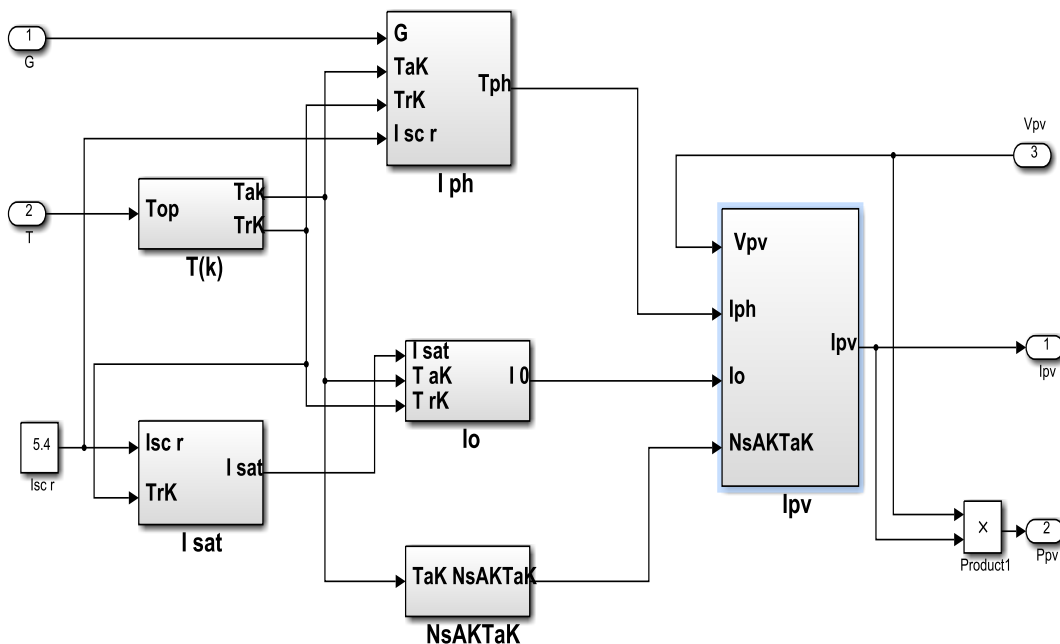 1
G
G
TaK
TrK
I sc r
Tph
I ph
Vpv
3
2
T
Top
Tak
TrK
T(k)
Vpv
Iph
Io
NsAKTaK
Ipv
Ipv
1
Ipv
I sat
T aK
T rK
I 0
Io
5.4
Isc r
Isc r
TrK
I sat
I sat
TaK NsAKTaK
NsAKTaK
×
Product1
2
Ppv